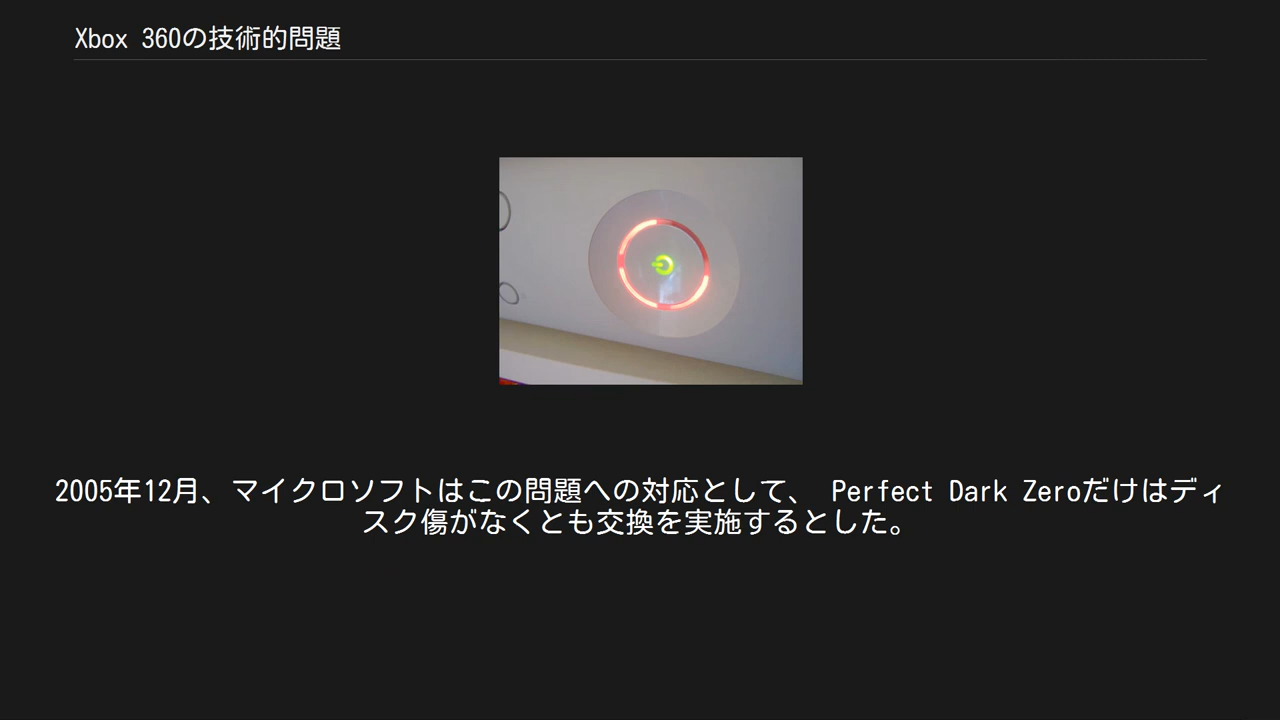 Xbox 360の技術的問題
2005年12月、マイクロソフトはこの問題への対応として、 Perfect Dark Zeroだけはディ
スク傷がなくとも交換を実施するとした。